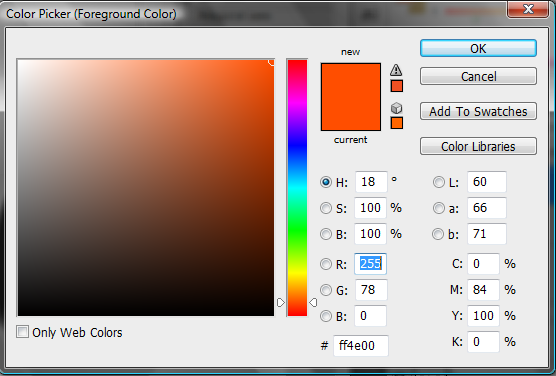 Color Picker (Foreground Color)
new
current
OK
Cancel
Add To Swatches
Color Libraries
H: 18 °
S: 100 %
B: 100 %
R: 255
G: 78
B: 0
# ff4e00
L: 60
a: 66
b: 71
C: 0 %
M: 84 %
Y: 100 %
K: 0 %
Only Web Colors